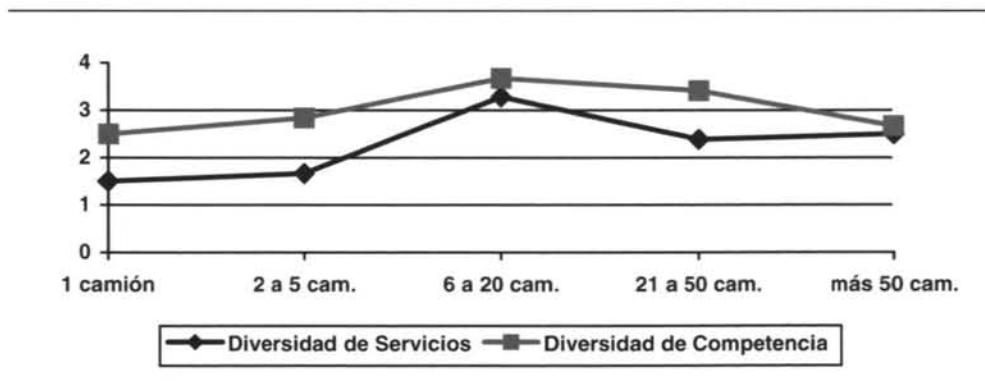 4
3
2
1
0
1 camión 2 a 5 cam. 6 a 20 cam. 21 a 50 cam. más 50 cam.
Diversidad de Servicios Diversidad de Competencia